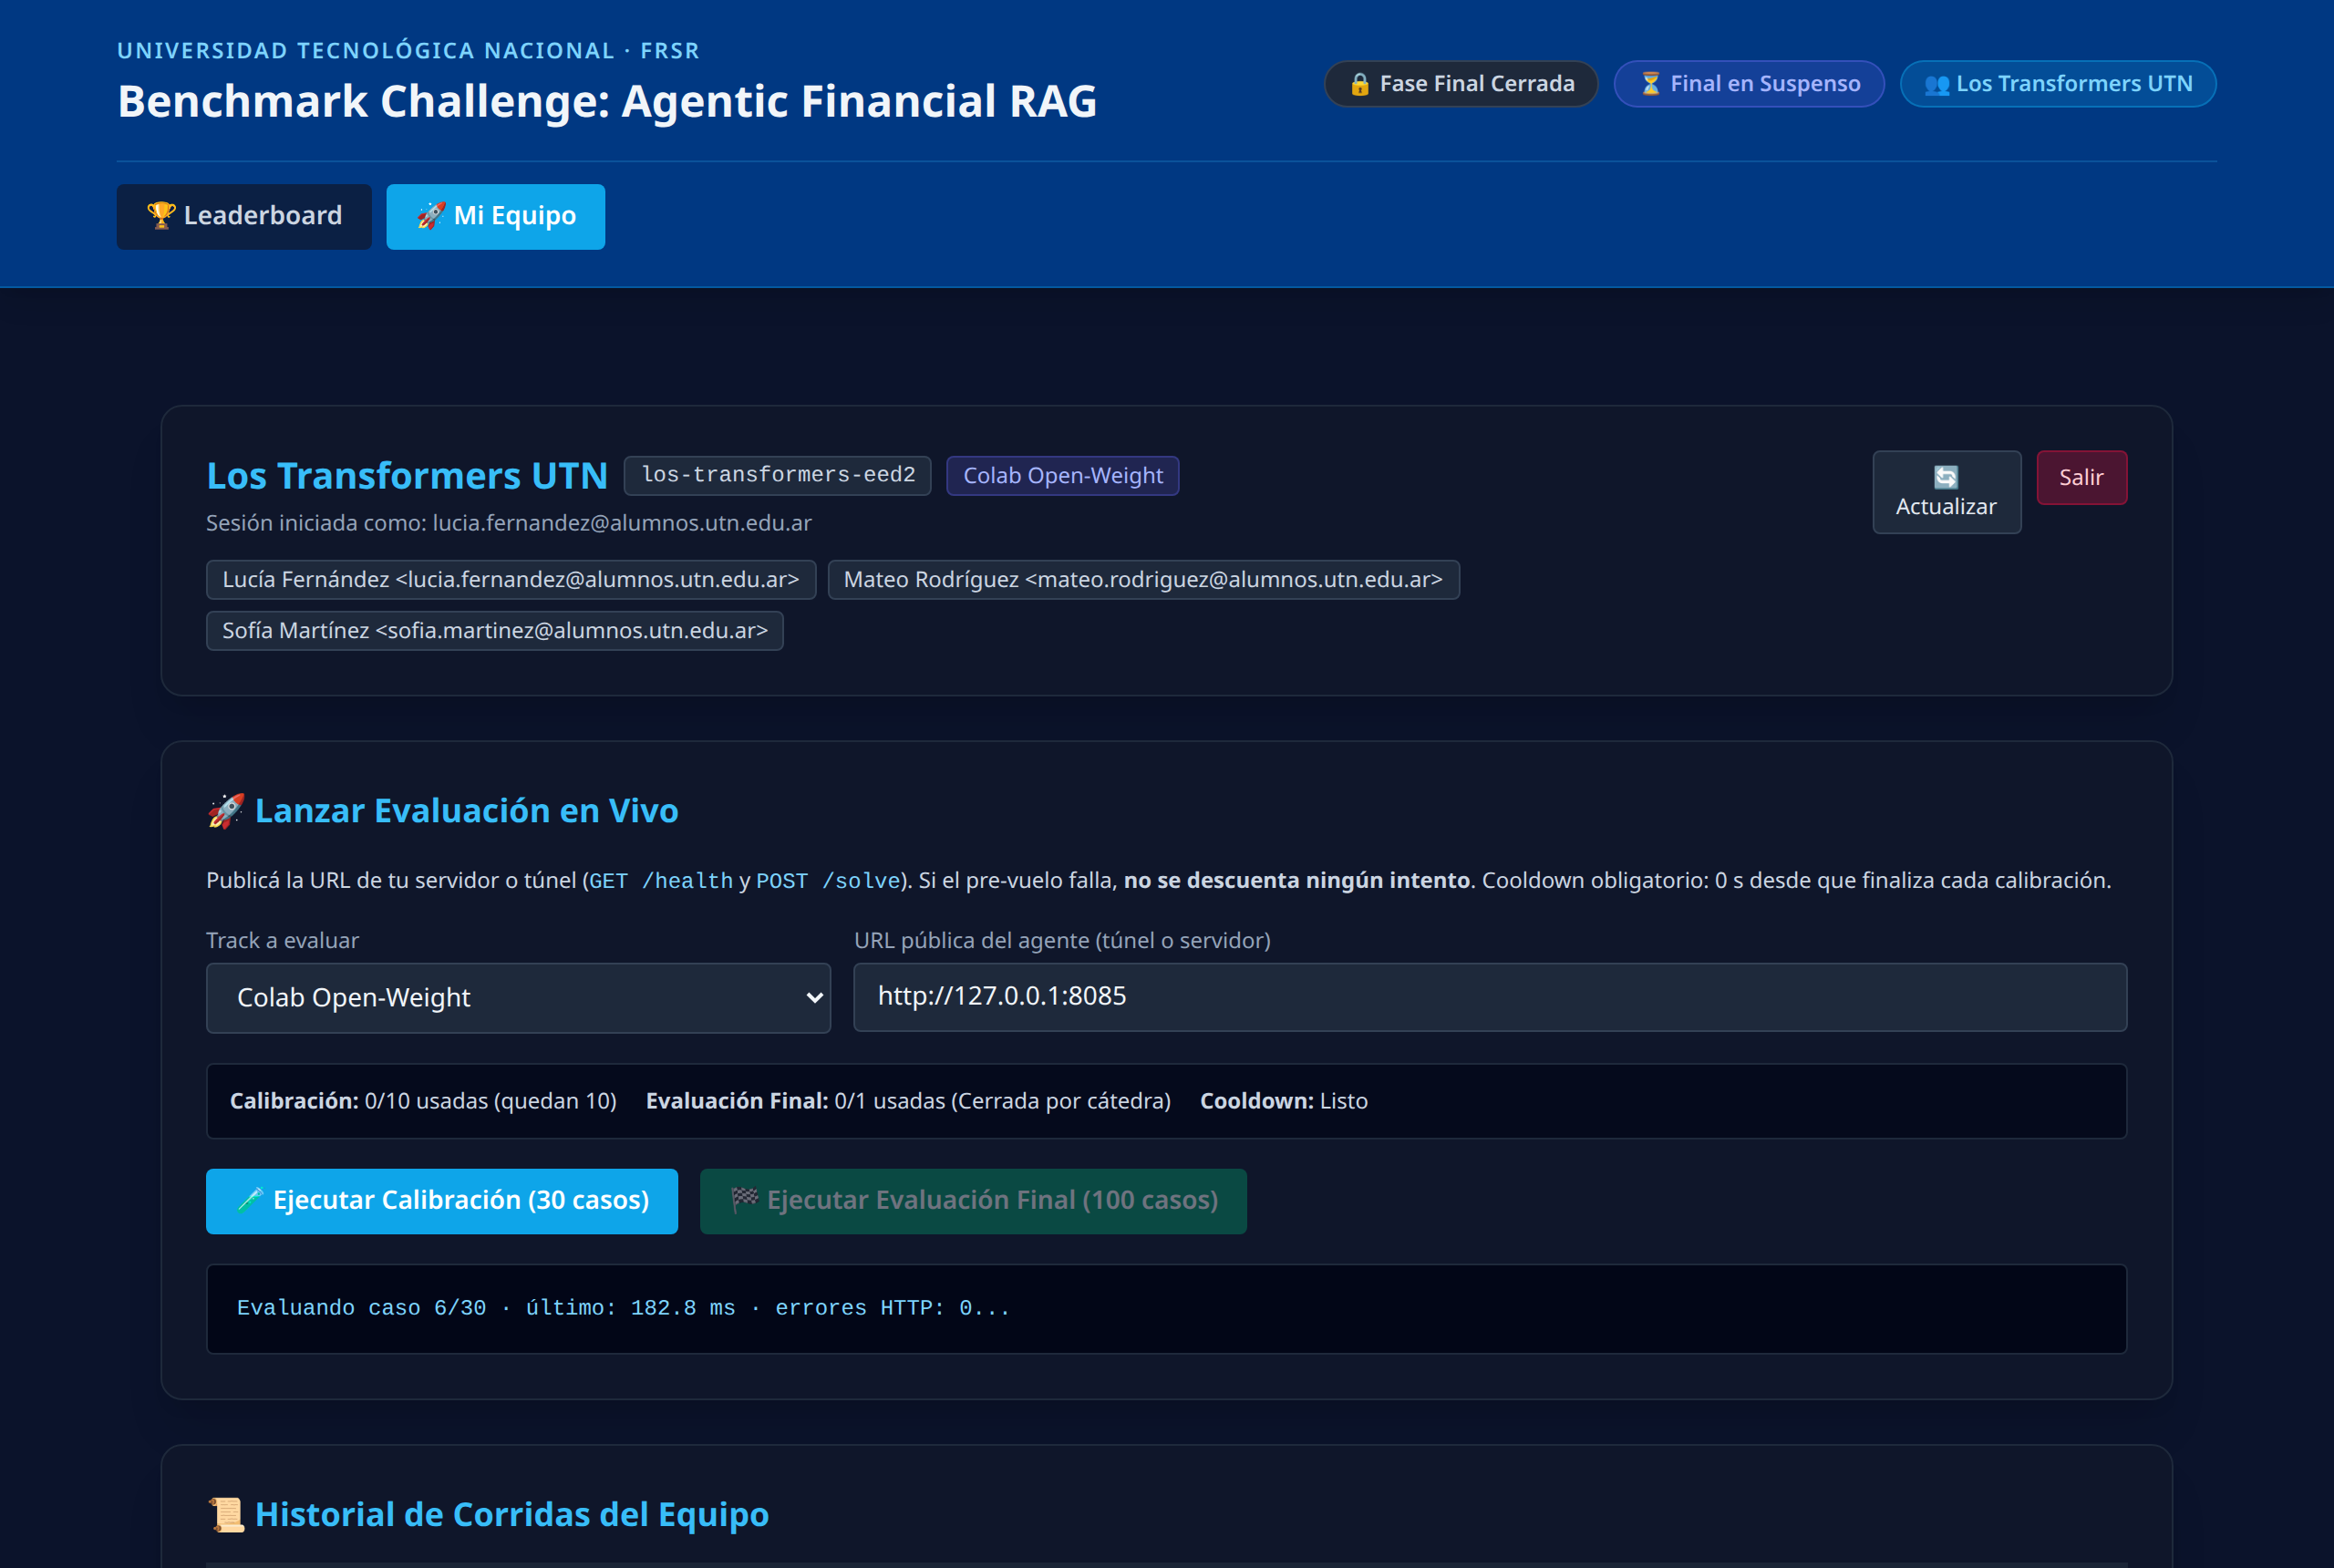 UNIVERSIDAD TECNOLÓGICA NACIONAL · FRSR
Benchmark Challenge: Agentic Financial RAG
🔒 Fase Final Cerrada
⏳ Final en Suspenso
👥 Los Transformers UTN
🏆 Leaderboard
🚀 Mi Equipo
Los Transformers UTN
los-transformers-eed2
Colab Open-Weight
🔄 Actualizar
Salir
Sesión iniciada como: lucia.fernandez@alumnos.utn.edu.ar
Lucía Fernández <lucia.fernandez@alumnos.utn.edu.ar>
Mateo Rodríguez <mateo.rodriguez@alumnos.utn.edu.ar>
Sofía Martínez <sofia.martinez@alumnos.utn.edu.ar>
🚀 Lanzar Evaluación en Vivo
Publicá la URL de tu servidor o túnel (GET /health y POST /solve). Si el pre-vuelo falla, no se descuenta ningún intento. Cooldown obligatorio: 0 s desde que finaliza cada calibración.
Track a evaluar
URL pública del agente (túnel o servidor)
Colab Open-Weight
http://127.0.0.1:8085
Calibración: 0/10 usadas (quedan 10) Evaluación Final: 0/1 usadas (Cerrada por cátedra) Cooldown: Listo
🧪 Ejecutar Calibración (30 casos)
🏁 Ejecutar Evaluación Final (100 casos)
Evaluando caso 6/30 · último: 182.8 ms · errores HTTP: 0...
📜 Historial de Corridas del Equipo